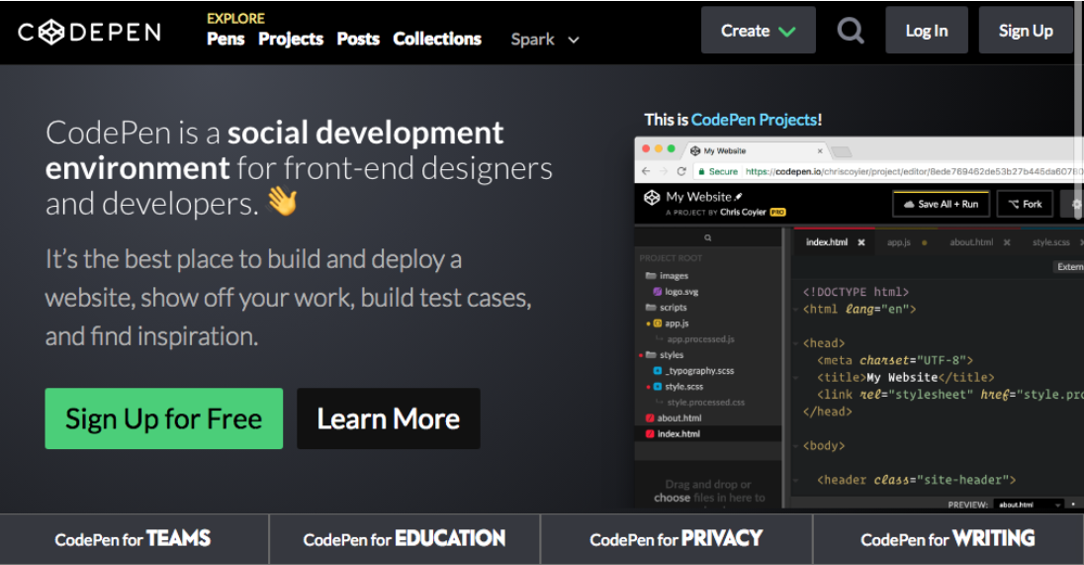 CODEPEN
EXPLORE
Pens Projects Posts Collections Spark
Create
Log In
Sign Up
CodePen is a social development
environment for front-end designers
and developers. 👋
It’s the best place to build and deploy a
website, show off your work, build test cases,
and find inspiration.
Sign Up for Free
Learn More
This is CodePen Projects!
My Website
Secure https://codepen.io/chriscoyier/project/editor/8ede769462de53b27b445da60760
My Website
A PROJECT BY Chris Coyier PRO
Save All + Run
Fork
PROJECT ROOT
images
logo.svg
scripts
app.js
app.processed.js
styles
_typography.scss
style.scss
style.processed.css
about.html
index.html
Drag and drop or
choose files in here to
index.html app.js about.html style.scss
Extern
<!DOCTYPE html>
<html lang="en">
<head>
<meta charset="UTF-8">
<title>My Website</title>
<link rel="stylesheet" href="style.pro
</head>
<body>
<header class="site-header">
PREVIEW: about.html
CodePen for TEAMS
CodePen for EDUCATION
CodePen for PRIVACY
CodePen for WRITING